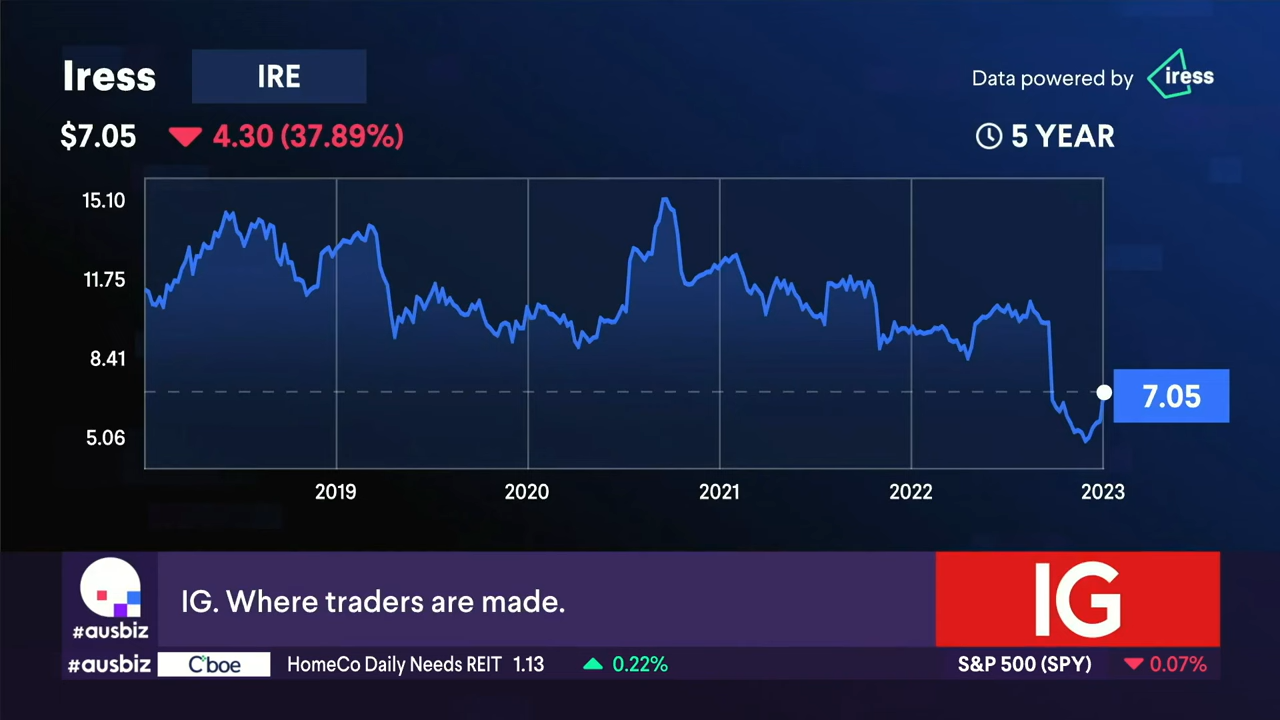 Iress IRE
Data powered by iress
$7.05 4.30 (37.89%)
5 YEAR
15.10
11.75
8.41
5.06
7.05
2019 2020 2021 2022 2023
#ausbiz
IG. Where traders are made.
IG
#ausbiz Cboe HomeCo Daily Needs REIT 1.13 0.22% S&P 500 (SPY) 0.07%